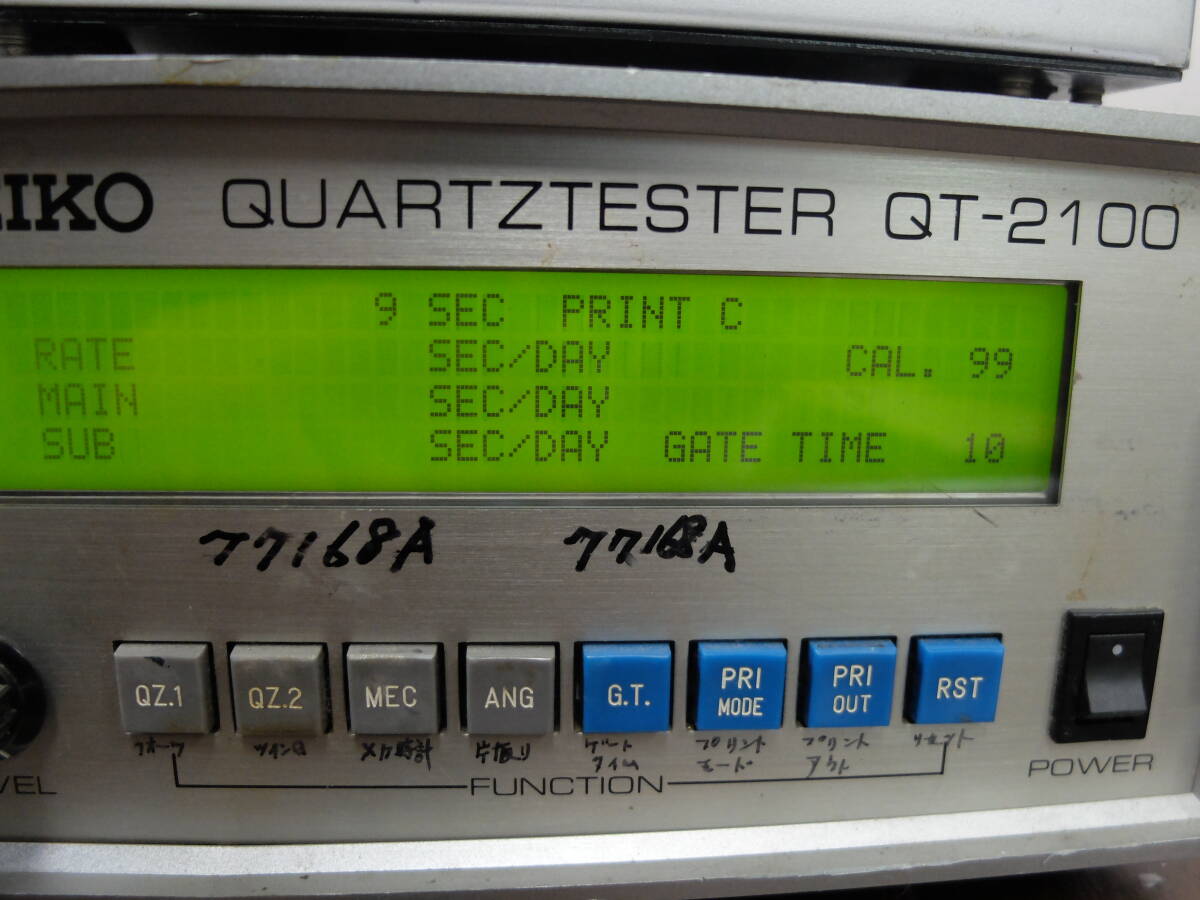 EIKO QUARTZTESTER QT-2100
9 SEC PRINT C
RATE SEC/DAY CAL. 99
MAIN SEC/DAY
SUB SEC/DAY GATE TIME 10
77168A 77168A
QZ.1 QZ.2 MEC ANG G.T. PRI MODE PRI OUT RST
クオーツ ツインQ メカ時計 片振り ゲートタイム プリントモード プリントアウト リセット
VEL FUNCTION POWER